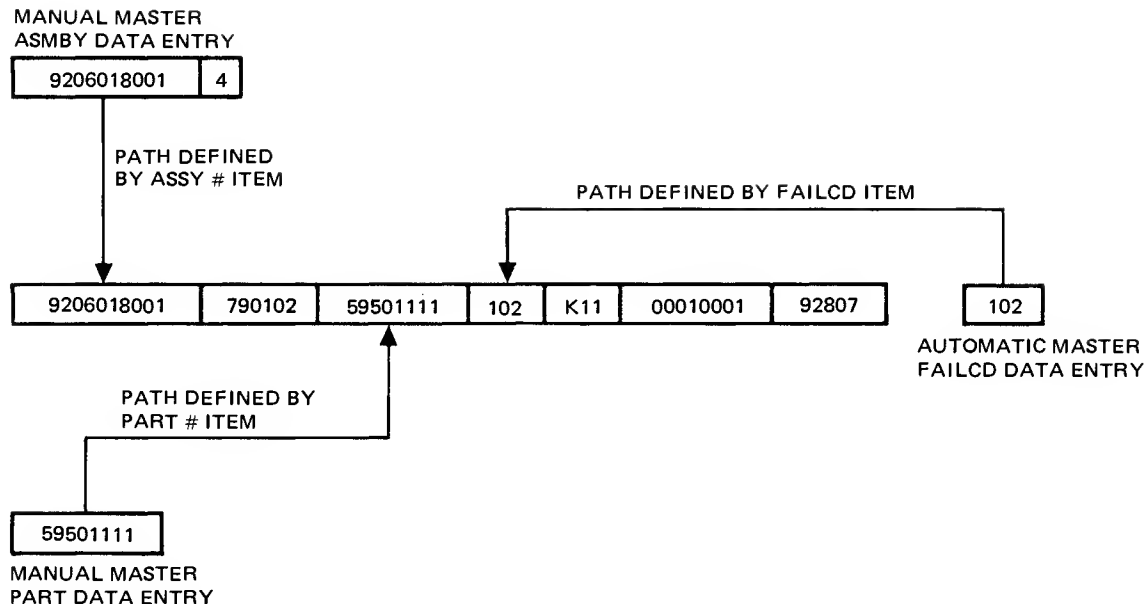 MANUAL MASTER
ASMBY DATA ENTRY
9206018001 4
PATH DEFINED
BY ASSY # ITEM
PATH DEFINED BY FAILCD ITEM
9206018001 790102 59501111 102 K11 00010001 92807
102
AUTOMATIC MASTER
FAILCD DATA ENTRY
PATH DEFINED BY
PART # ITEM
59501111
MANUAL MASTER
PART DATA ENTRY